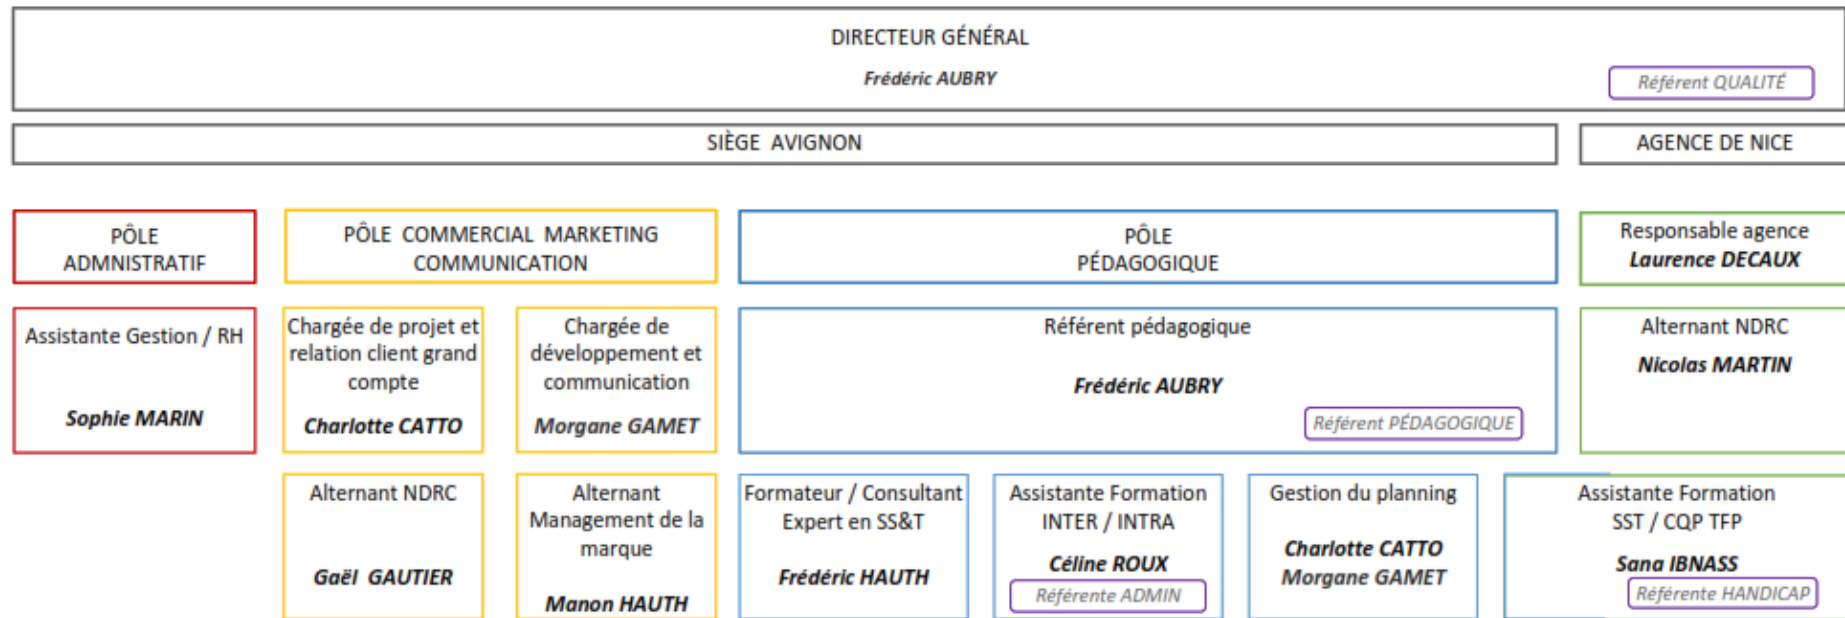 DIRECTEUR GÉNÉRAL
Frédéric AUBRY
Référent QUALITÉ
SIÈGE AVIGNON
AGENCE DE NICE
PÔLE
ADMNISTRATIF
PÔLE COMMERCIAL MARKETING
COMMUNICATION
PÔLE
PÉDAGOGIQUE
Responsable agence
Laurence DECAUX
Assistante Gestion / RH
Sophie MARIN
Chargée de projet et
relation client grand
compte
Charlotte CATTO
Chargée de
développement et
communication
Morgane GAMET
Référent pédagogique
Frédéric AUBRY
Référent PÉDAGOGIQUE
Alternant NDRC
Nicolas MARTIN
Alternant NDRC
Gaël GAUTIER
Alternant
Management de la
marque
Manon HAUTH
Formateur / Consultant
Expert en SS&T
Frédéric HAUTH
Assistante Formation
INTER / INTRA
Céline ROUX
Référente ADMIN
Gestion du planning
Charlotte CATTO
Morgane GAMET
Assistante Formation
SST / CQP TFP
Sana IBNASS
Référente HANDICAP